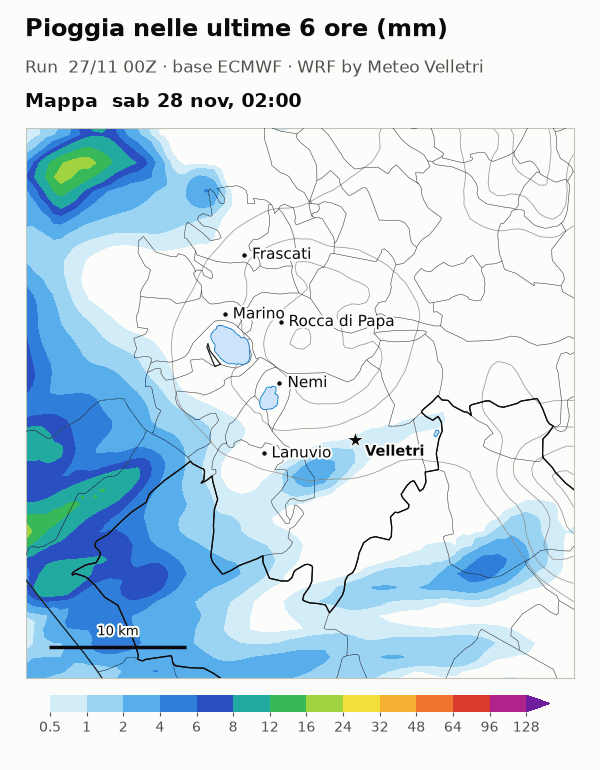 Pioggia nelle ultime 6 ore (mm)
Run  27/11 00Z · base ECMWF · WRF by Meteo Velletri
Mappa  sab 28 nov, 02:00
Frascati
Marino
Rocca di Papa
Nemi
Velletri
Lanuvio
10 km
0.5 1 2 4 6 8 12 16 24 32 48 64 96 128